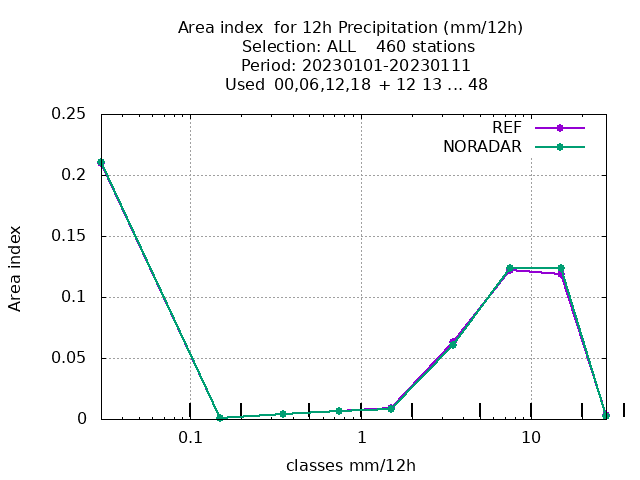 Area index  for 12h Precipitation (mm/12h)
Selection: ALL    460 stations
Period: 20230101-20230111
Used  00,06,12,18  + 12 13 ... 48
REF
NORADAR
0.25
0.2
0.15
0.1
0.05
0
Area index
0.1
1
10
classes mm/12h